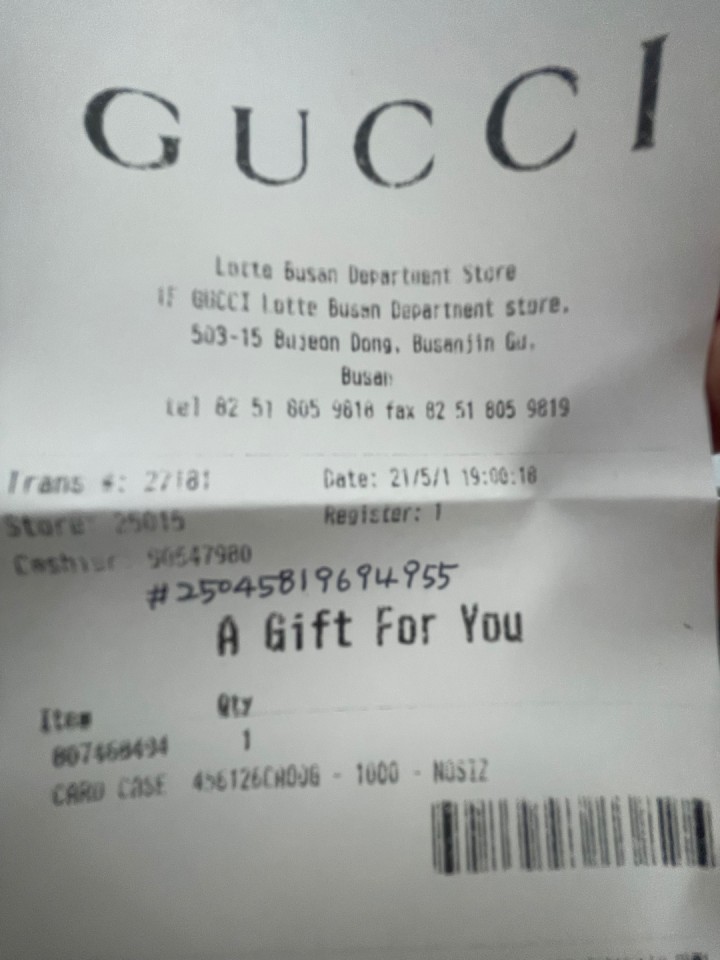 GUCCI
Lotte Busan Department Store
1F GUCCI Lotte Busan Department store.
503-15 Bujeon Dong. Busanjin Gu.
Busan
tel 82 51 805 9818 fax 82 51 805 9819
Trans #: 27181 Date: 21/5/1 19:00:18
Store: 25015 Register: 1
Cashier: 90547980
#25045819694955
A Gift For You
Item Qty
807468494 1
CARD CASE - 1000 - NOSIZ